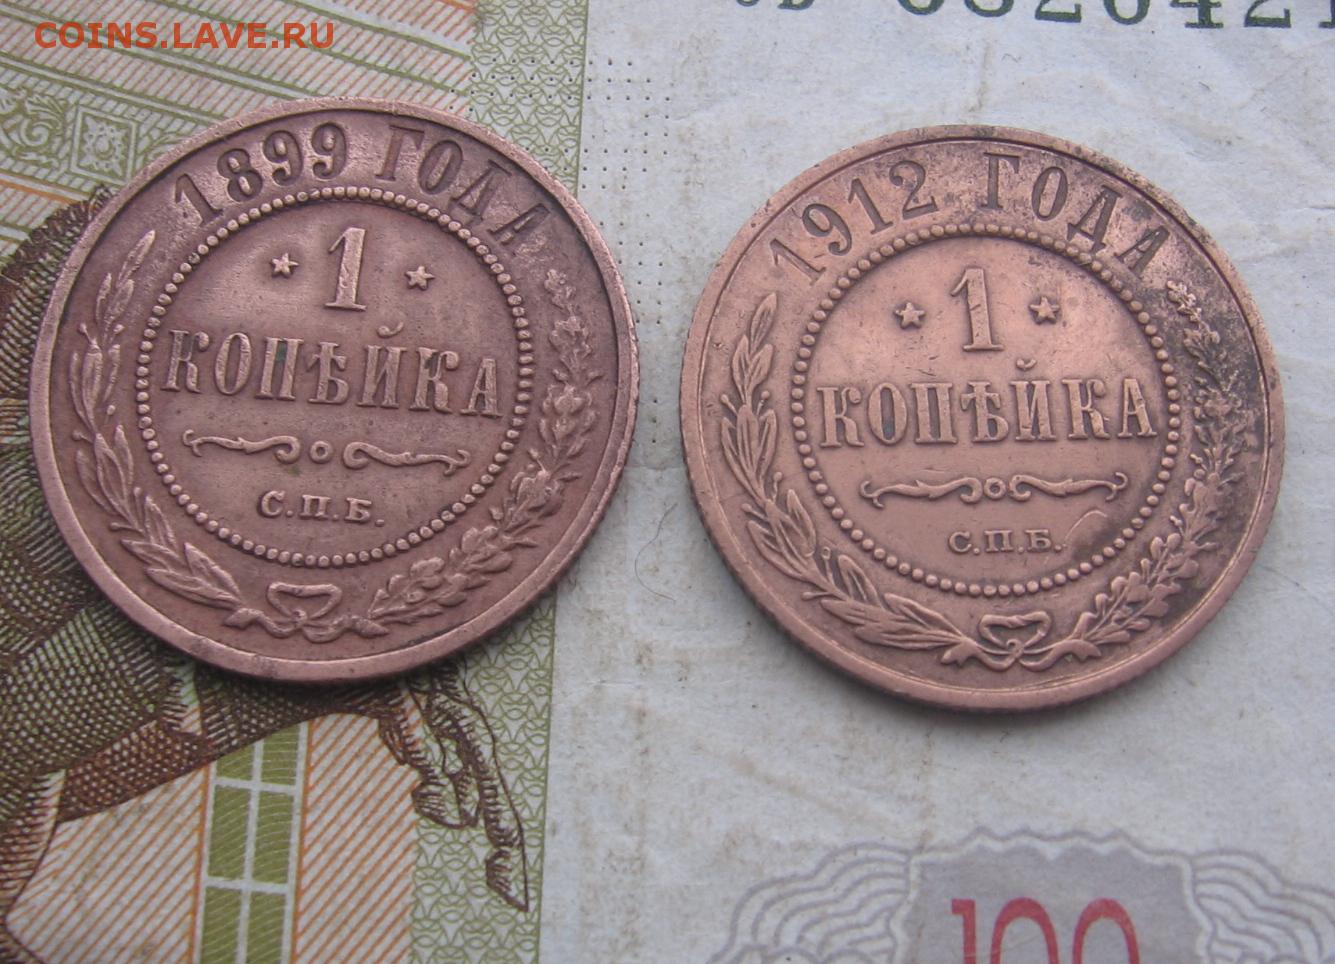 COINS.LAVE.RU
1899 ГОДА
1
КОПѢЙКА
С.П.Б.
1912 ГОДА
1
КОПѢЙКА
С.П.Б.
100